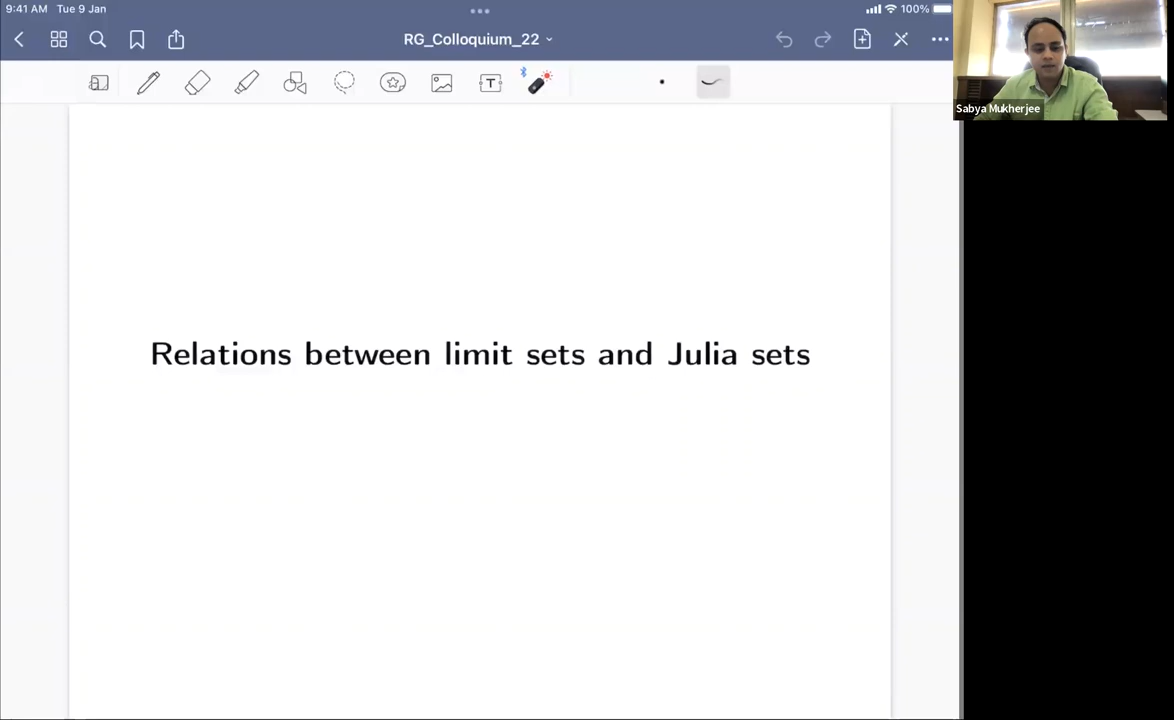 9:41 AM Tue 9 Jan
100%
RG_Colloquium_22
T
Sabya Mukherjee
Relations between limit sets and Julia sets